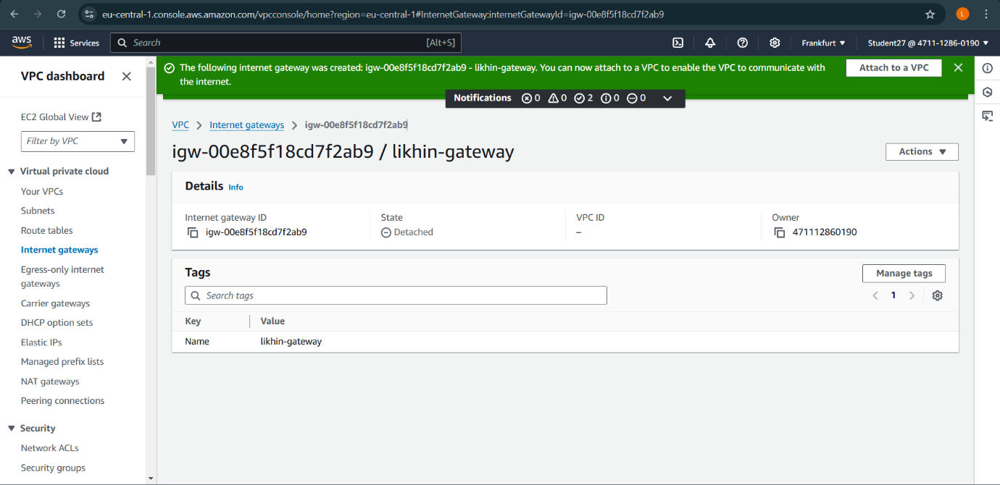 eu-central-1.console.aws.amazon.com/vpcconsole/home?region=eu-central-1#InternetGateway:internetGatewayId=igw-00e8f5f18cd7f2ab9
L
aws
Services
Search
[Alt+S]
Frankfurt
Student27 @ 4711-1286-0190
VPC dashboard
EC2 Global View
Filter by VPC
Virtual private cloud
Your VPCs
Subnets
Route tables
Internet gateways
Egress-only internet
gateways
Carrier gateways
DHCP option sets
Elastic IPs
Managed prefix lists
NAT gateways
Peering connections
Security
Network ACLs
Security groups
The following internet gateway was created: igw-00e8f5f18cd7f2ab9 - likhin-gateway. You can now attach to a VPC to enable the VPC to communicate with
the internet.
Attach to a VPC
Notifications 0 0 2 0 0
VPC > Internet gateways > igw-00e8f5f18cd7f2ab9
igw-00e8f5f18cd7f2ab9 / likhin-gateway
Actions
Details Info
Internet gateway ID
igw-00e8f5f18cd7f2ab9
State
Detached
VPC ID
–
Owner
471112860190
Tags
Manage tags
Search tags
1
Key Value
Name likhin-gateway